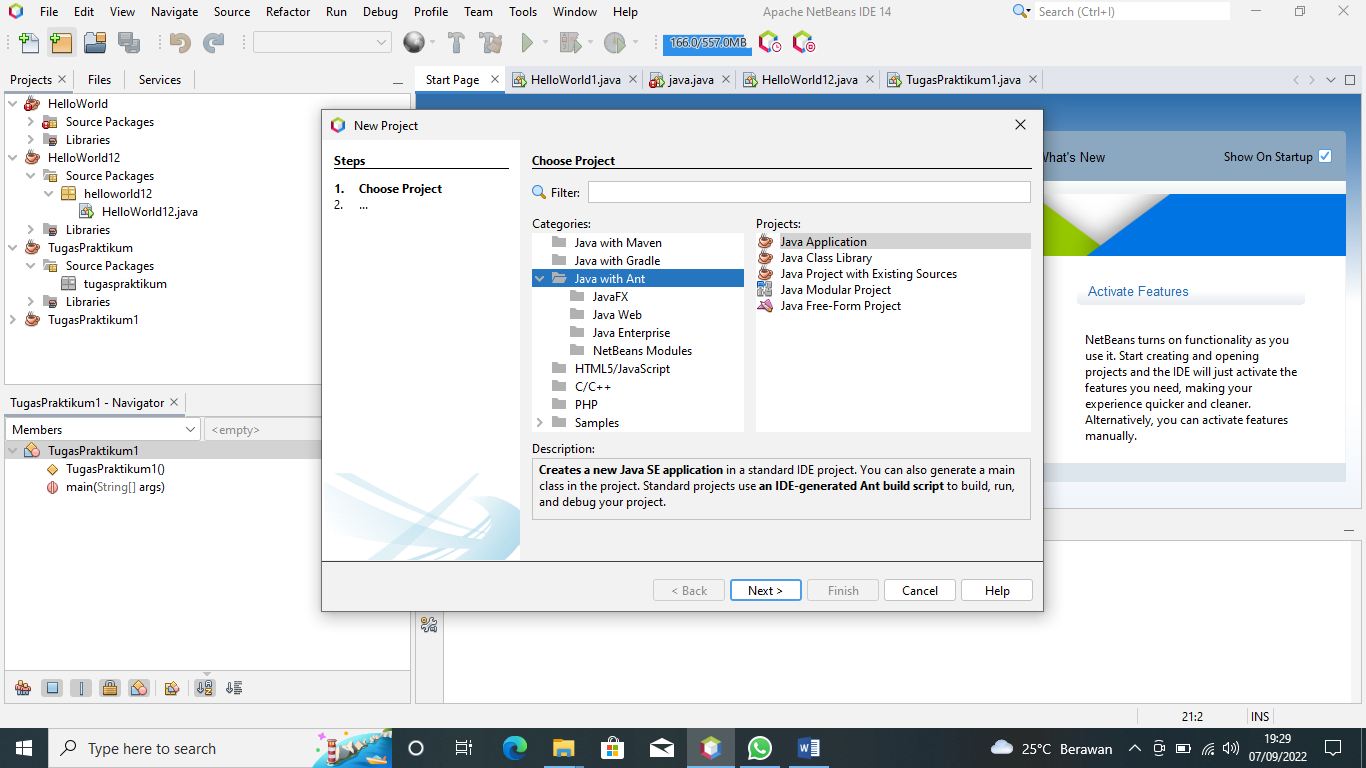 File Edit View Navigate Source Refactor Run Debug Profile Team Tools Window Help
Apache NetBeans IDE 14
Search (Ctrl+I)
166.0/557.0MB
Projects Files Services
Start Page HelloWorld1.java java.java HelloWorld12.java TugasPraktikum1.java
HelloWorld
Source Packages
Libraries
HelloWorld12
Source Packages
helloworld12
HelloWorld12.java
Libraries
TugasPraktikum
Source Packages
tugaspraktikum
Libraries
TugasPraktikum1
TugasPraktikum1 - Navigator
Members
<empty>
TugasPraktikum1
TugasPraktikum1()
main(String[] args)
New Project
Steps
1. Choose Project
2. ...
Choose Project
Filter:
Categories:
Java with Maven
Java with Gradle
Java with Ant
JavaFX
Java Web
Java Enterprise
NetBeans Modules
HTML5/JavaScript
C/C++
PHP
Samples
Projects:
Java Application
Java Class Library
Java Project with Existing Sources
Java Modular Project
Java Free-Form Project
Description:
Creates a new Java SE application in a standard IDE project. You can also generate a main
class in the project. Standard projects use an IDE-generated Ant build script to build, run,
and debug your project.
< Back Next > Finish Cancel Help
What's New
Show On Startup
Activate Features
NetBeans turns on functionality as you
use it. Start creating and opening
projects and the IDE will just activate the
features you need, making your
experience quicker and cleaner.
Alternatively, you can activate features
manually.
21:2 INS
Type here to search
25°C Berawan
19:29
07/09/2022